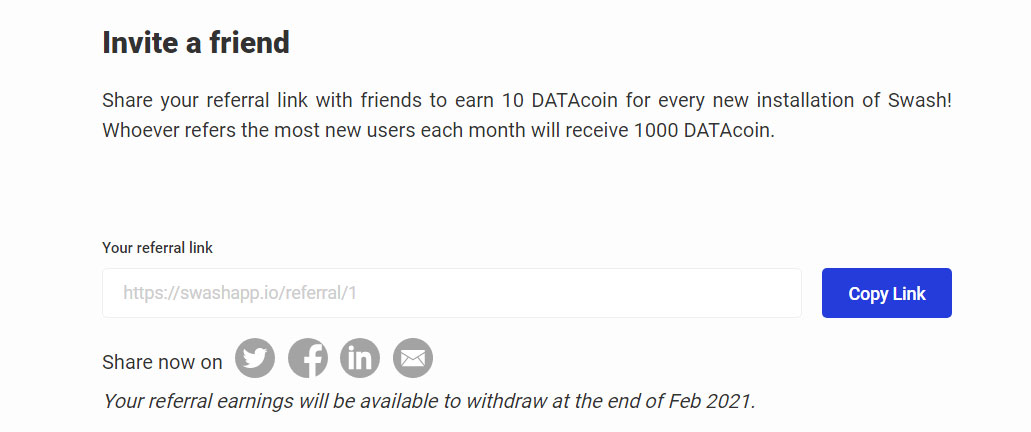 Invite a friend
Share your referral link with friends to earn 10 DATAcoin for every new installation of Swash!
Whoever refers the most new users each month will receive 1000 DATAcoin.
Your referral link
https://swashapp.io/referral/1
Copy Link
Share now on
Your referral earnings will be available to withdraw at the end of Feb 2021.